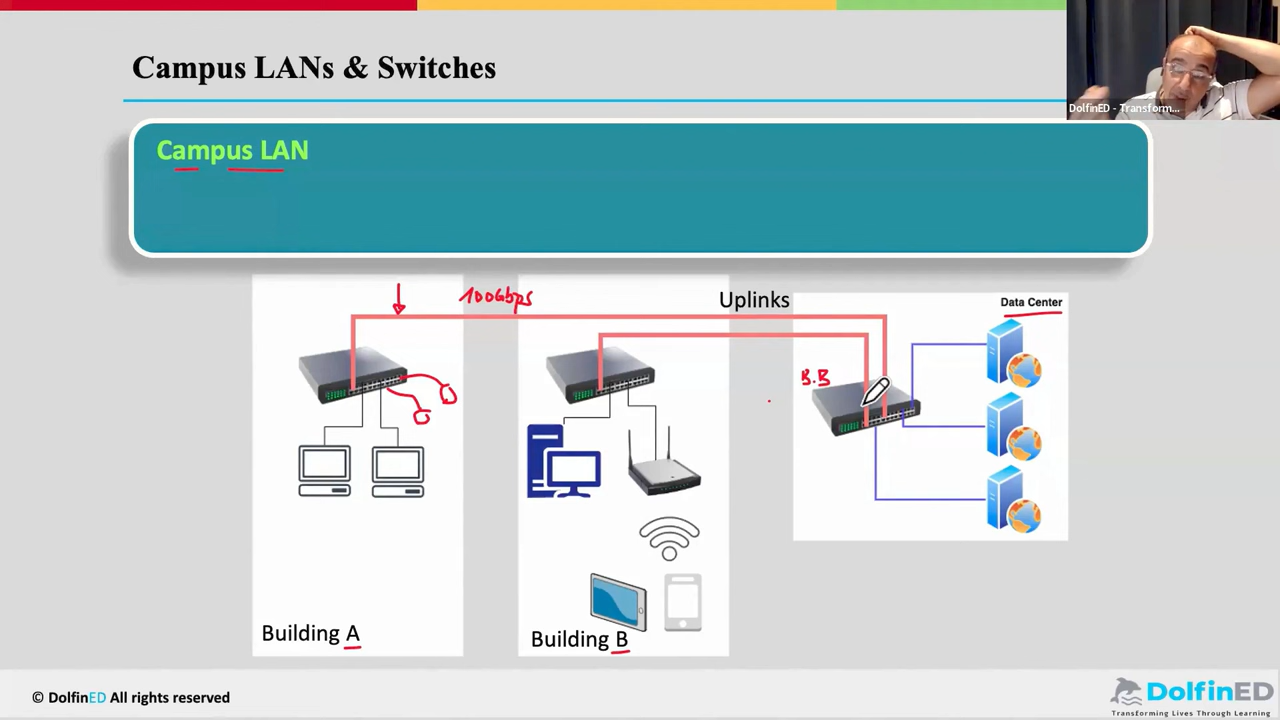 Campus LANs & Switches
DolfinED - Transform...
Campus LAN
100Gbps
Uplinks
Data Center
B.B
Building A
Building B
© DolfinED All rights reserved
DolfinED
Transforming Lives Through Learning